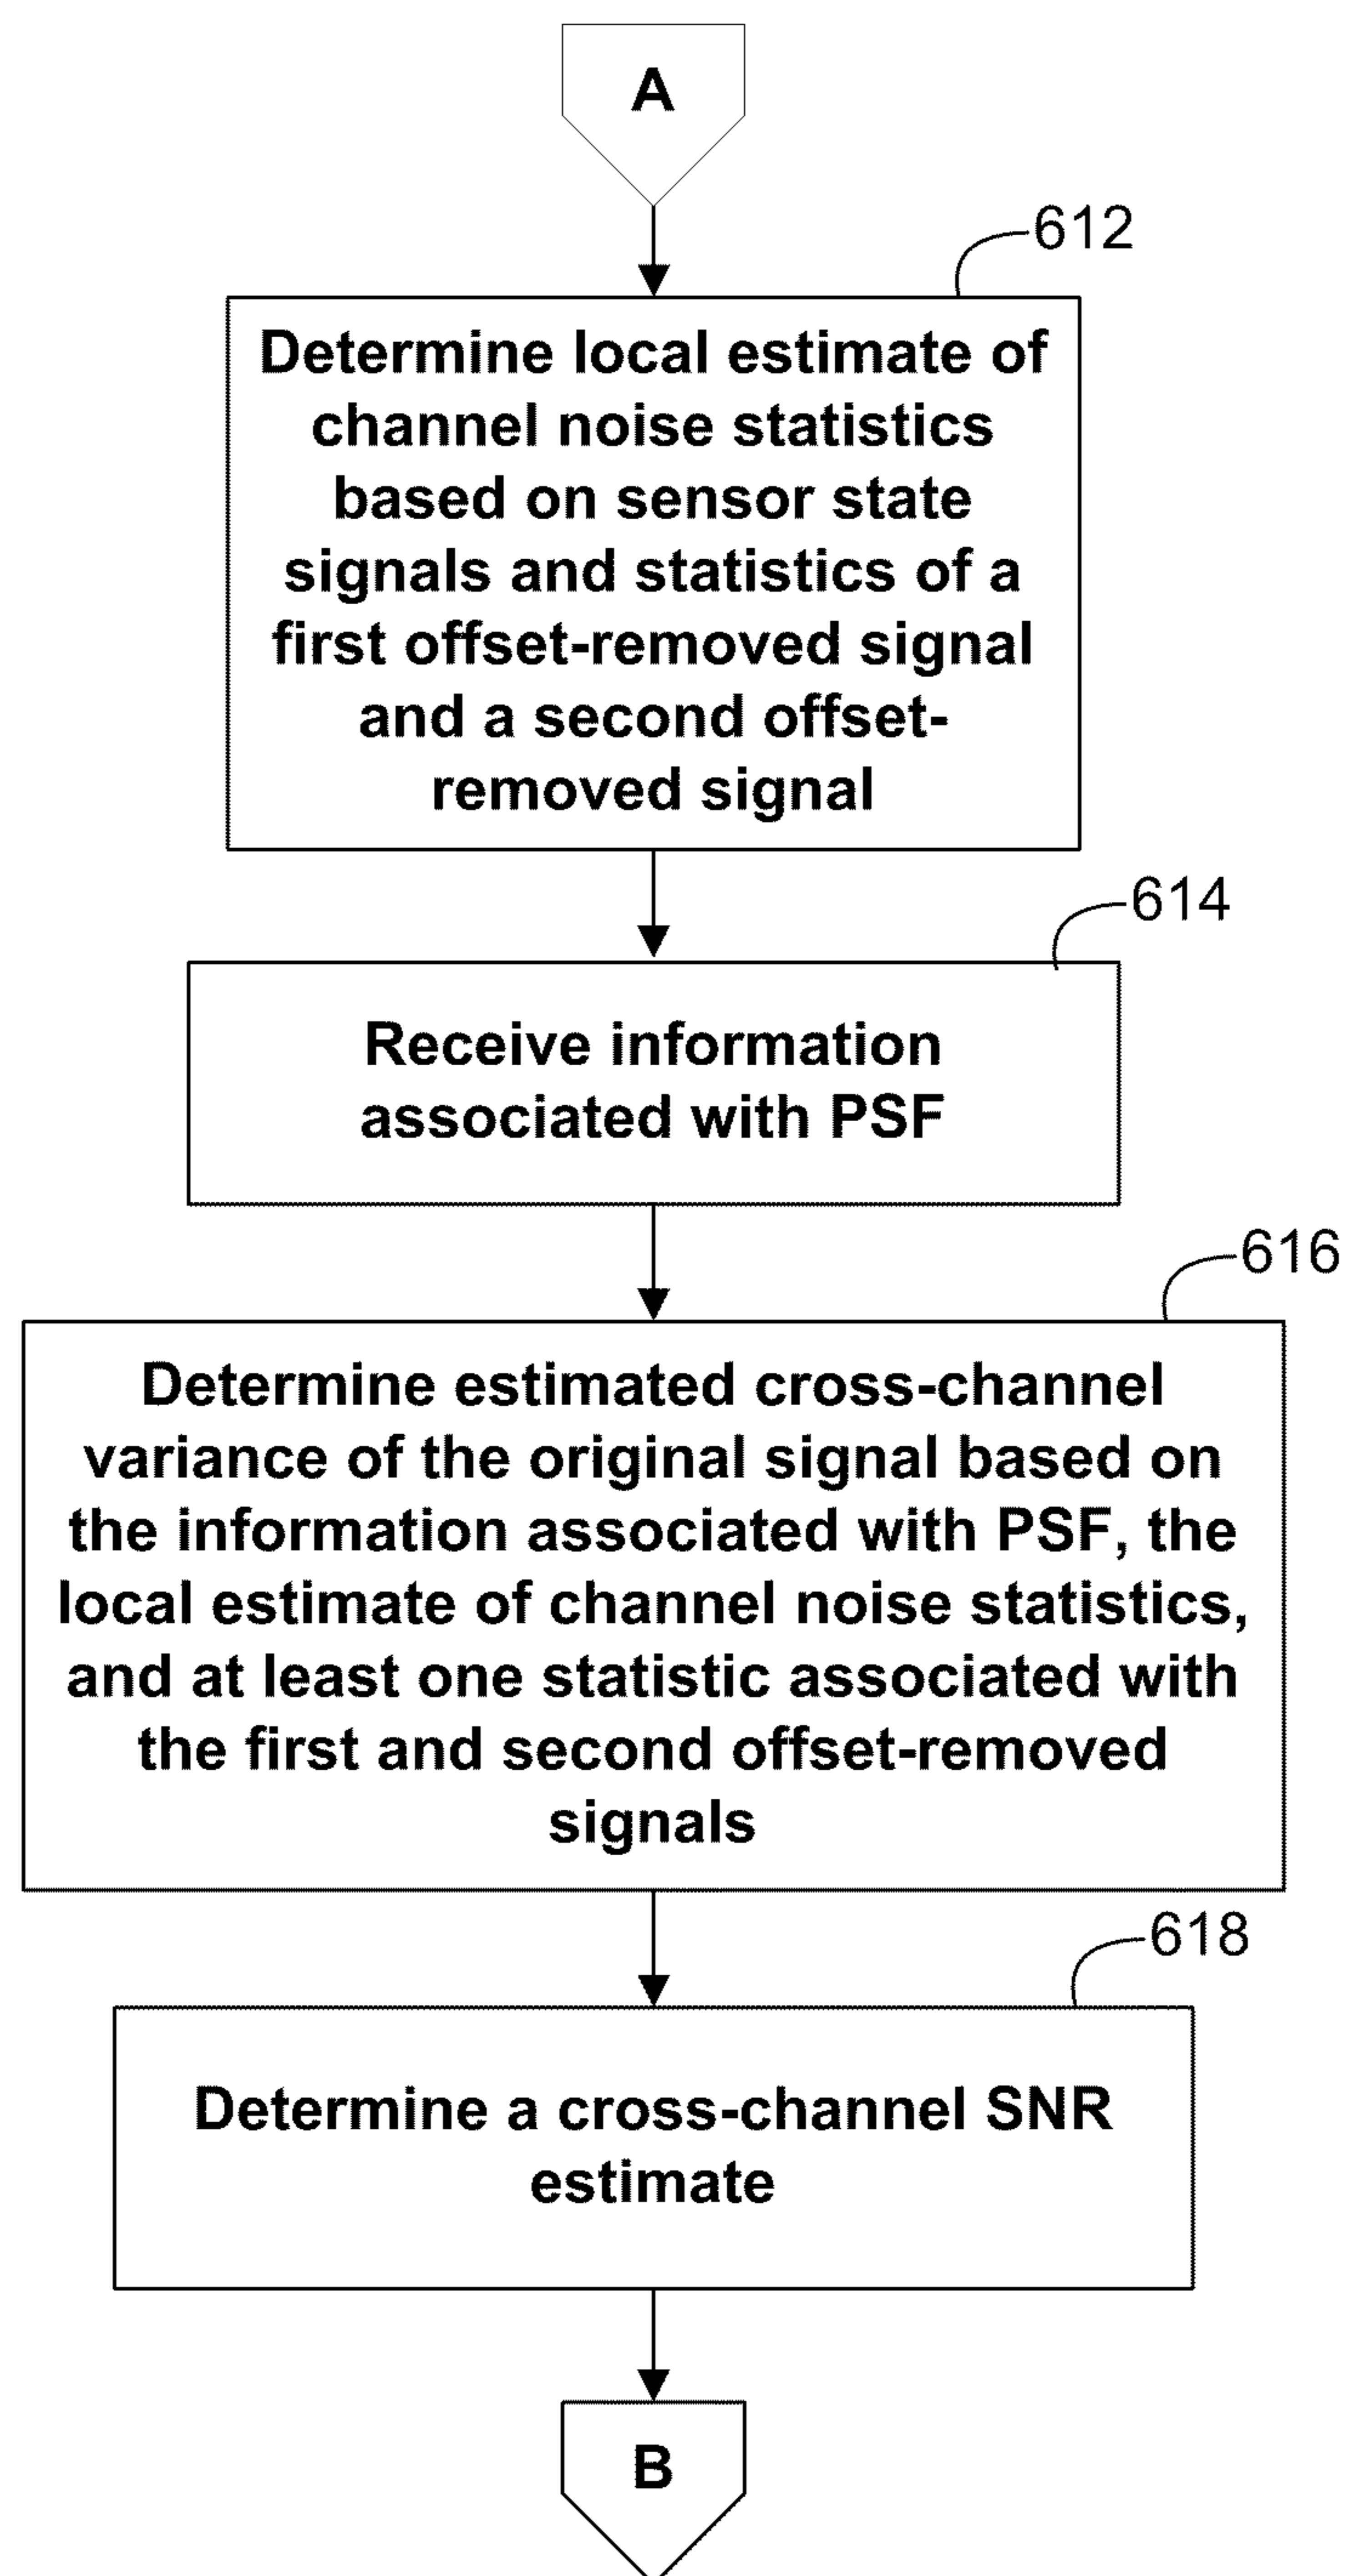 A
612
Determine local estimate of
channel noise statistics
based on sensor state
signals and statistics of a
first offset-removed signal
and a second offset-
removed signal
614
Receive information
associated with PSF
616
Determine estimated cross-channel
variance of the original signal based on
the information associated with PSF, the
local estimate of channel noise statistics,
and at least one statistic associated with
the first and second offset-removed
signals
618
Determine a cross-channel SNR
estimate
B